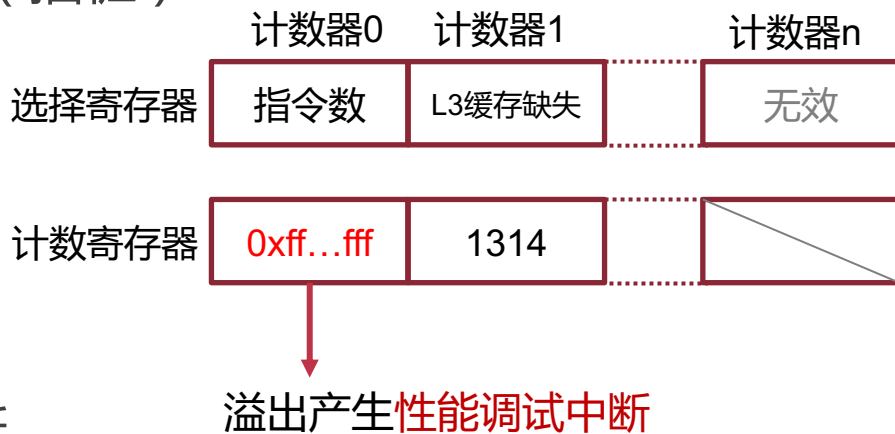 计数器0 计数器1 计数器n
选择寄存器 指令数 L3缓存缺失 无效
计数寄存器 0xff...fff 1314
溢出产生性能调试中断